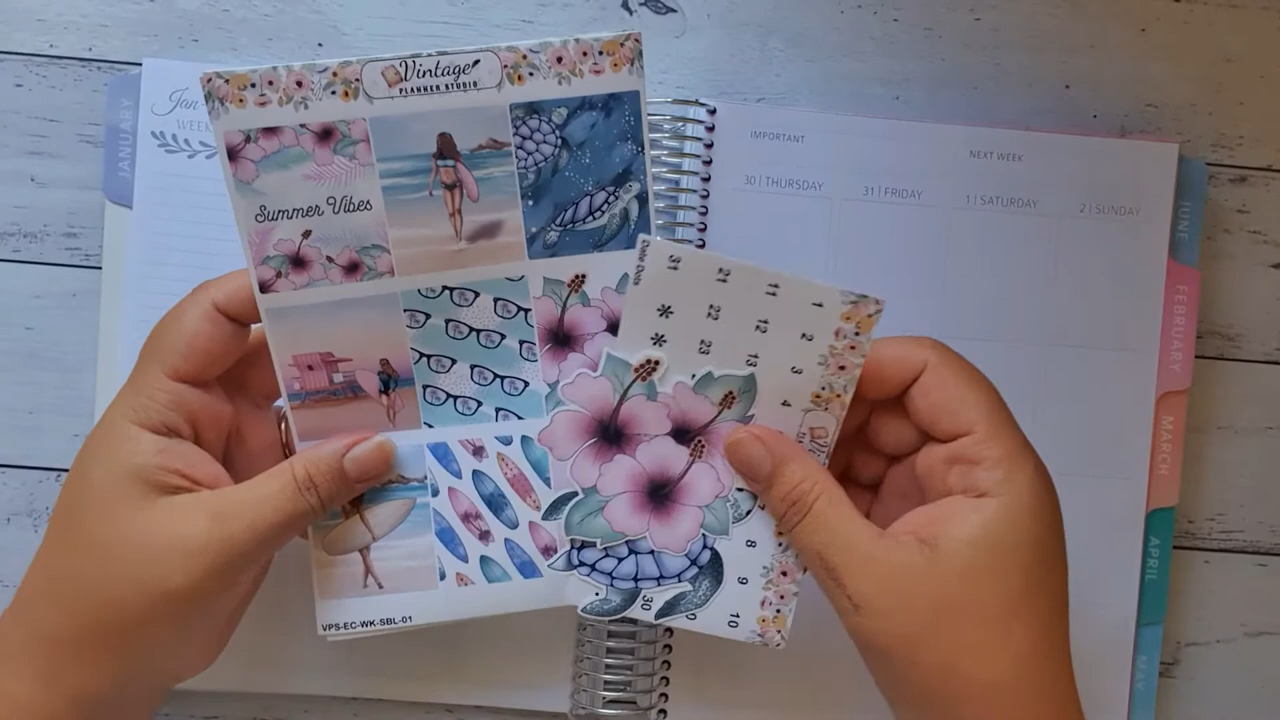 Vintage
PLANNER STUDIO
Summer Vibes
VPS-EC-WK-SBL-01
JANUARY
WEEK
IMPORTANT
NEXT WEEK
30 | THURSDAY
31 | FRIDAY
1 | SATURDAY
2 | SUNDAY
Date Dots
31
21
11
1
*
22
12
2
*
23
13
3
4
8
9
10
30
JUNE
FEBRUARY
MARCH
APRIL
MAY